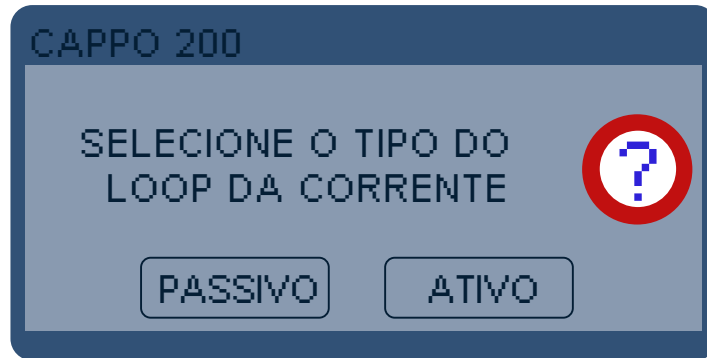 CAPPO 200
SELECIONE O TIPO DO
LOOP DA CORRENTE
?
PASSIVO
ATIVO